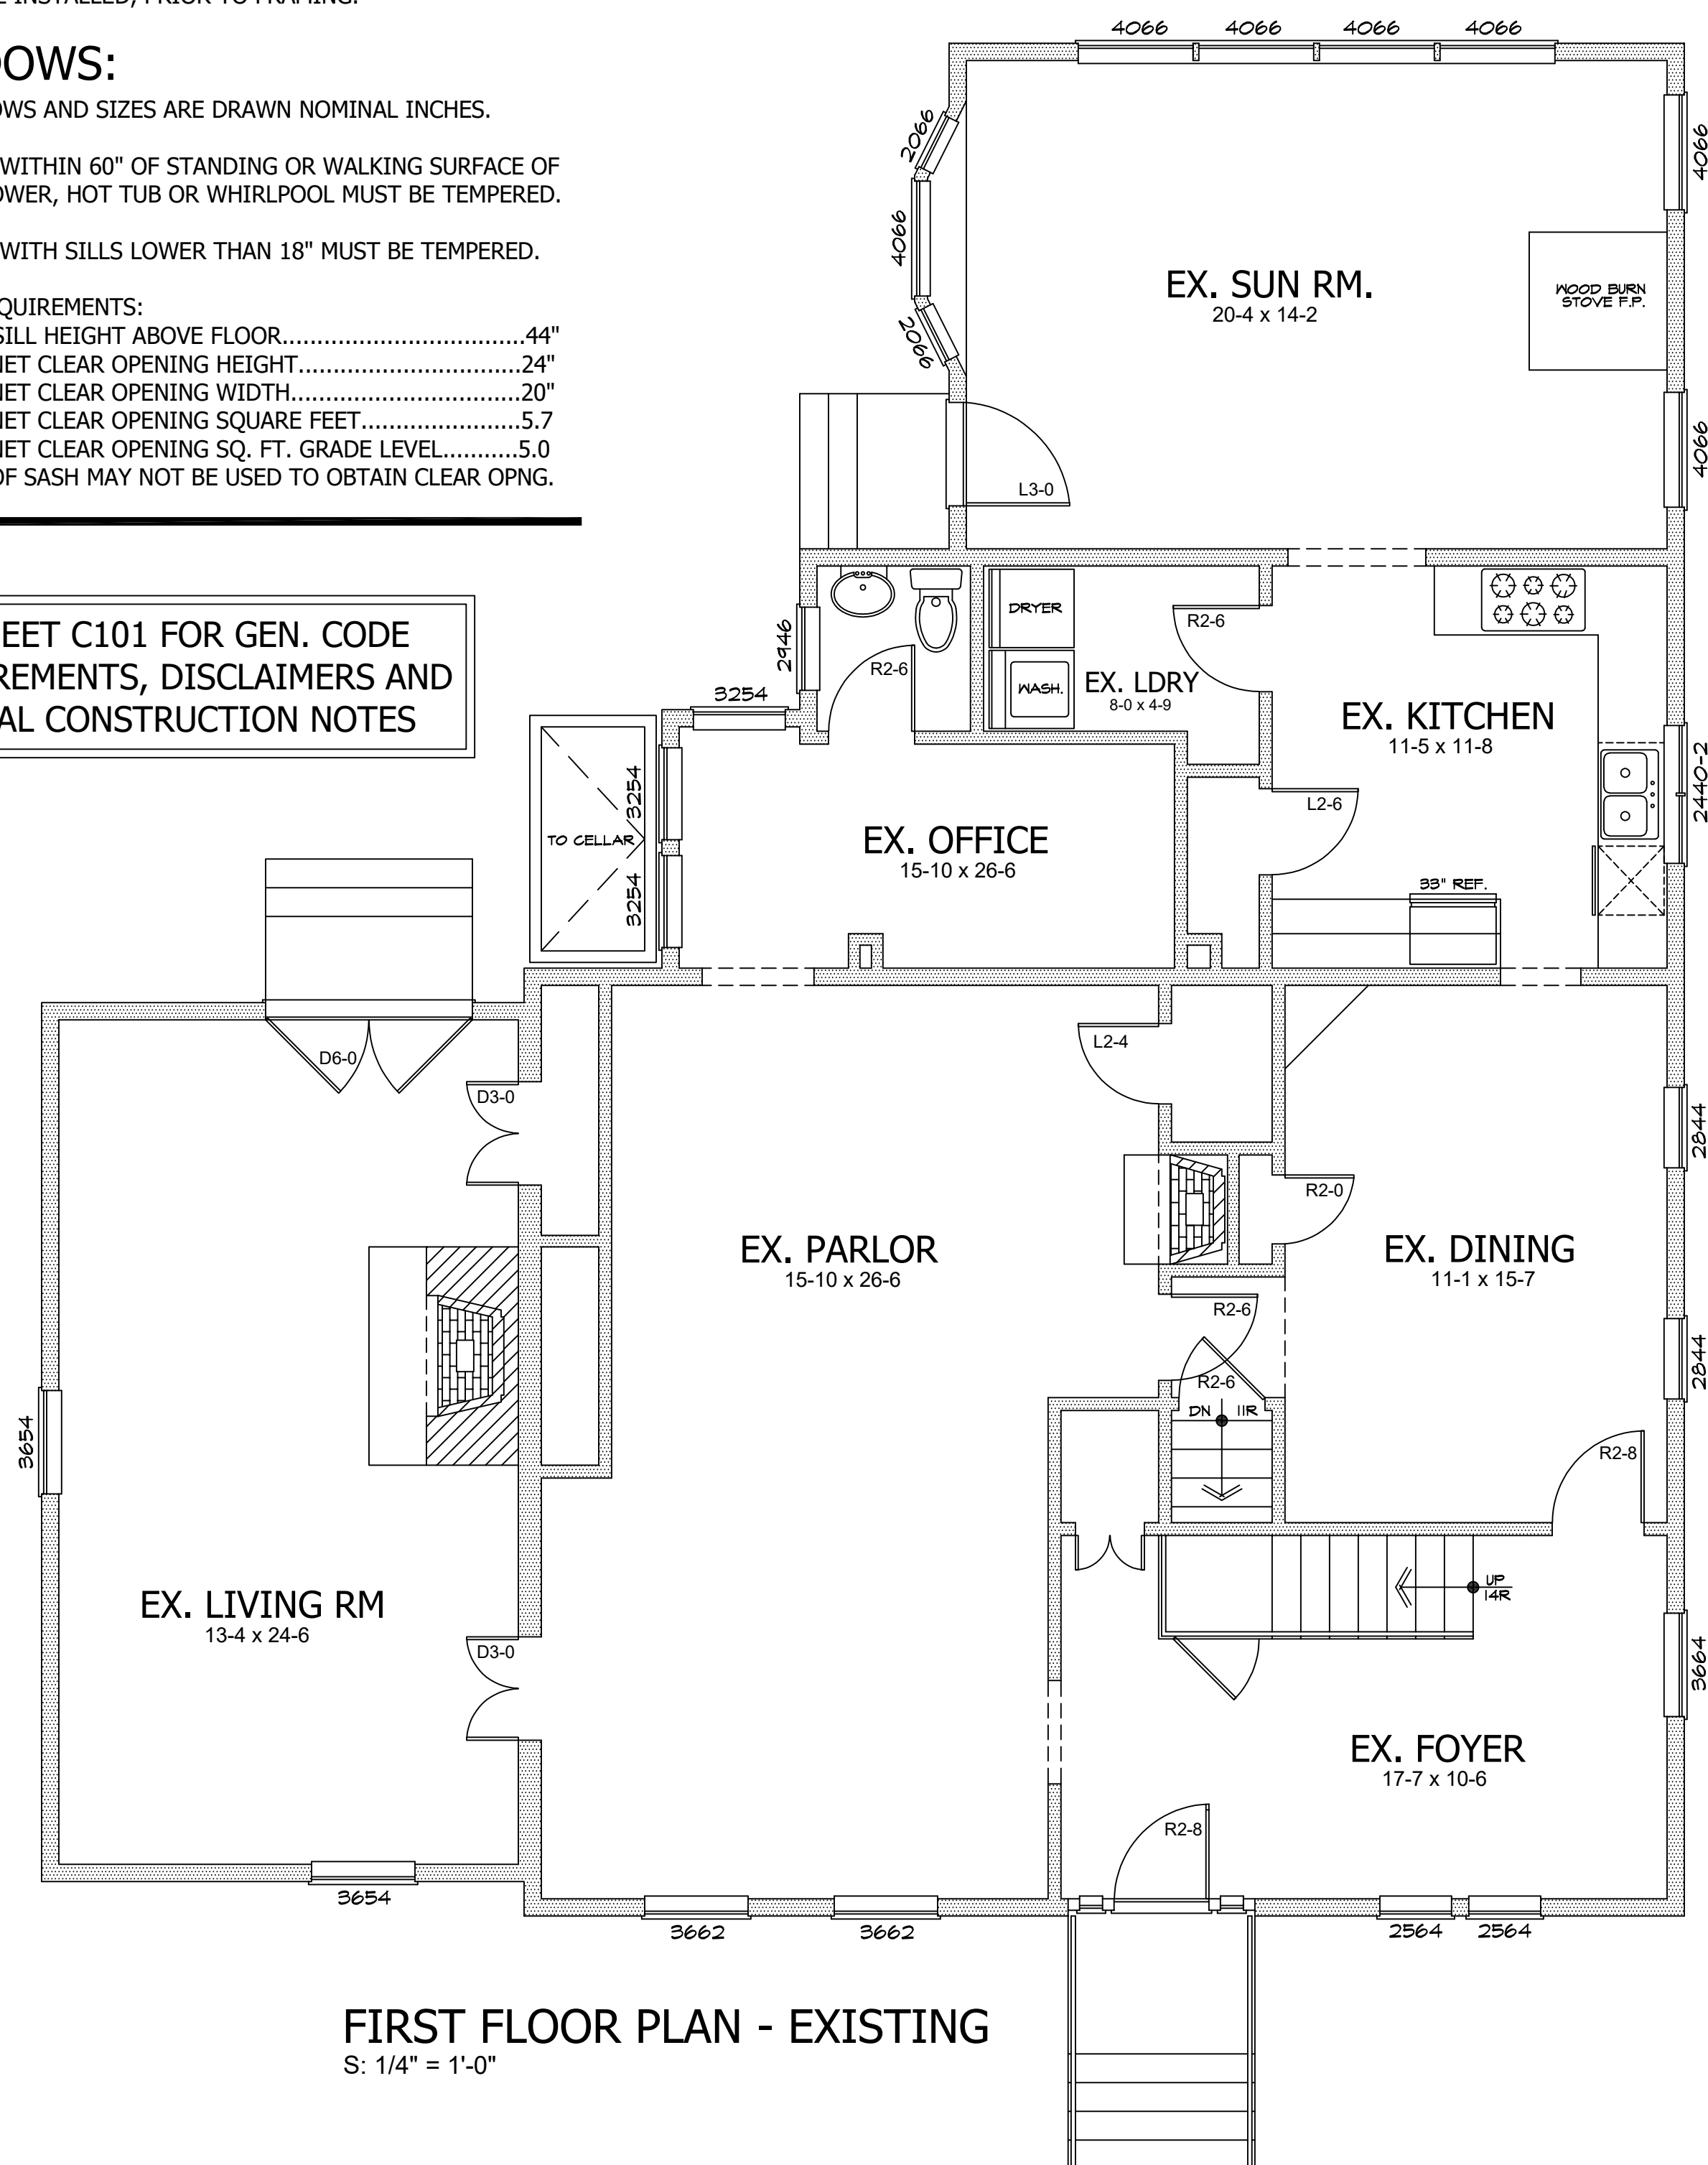 INSTALLED, PRIOR TO FRAMING.
OWS:
OWS AND SIZES ARE DRAWN NOMINAL INCHES.
WITHIN 60" OF STANDING OR WALKING SURFACE OF
OWER, HOT TUB OR WHIRLPOOL MUST BE TEMPERED.
WITH SILLS LOWER THAN 18" MUST BE TEMPERED.
QUIREMENTS:
SILL HEIGHT ABOVE FLOOR...................................44"
NET CLEAR OPENING HEIGHT................................24"
NET CLEAR OPENING WIDTH.................................20"
NET CLEAR OPENING SQUARE FEET.......................5.7
NET CLEAR OPENING SQ. FT. GRADE LEVEL...........5.0
OF SASH MAY NOT BE USED TO OBTAIN CLEAR OPNG.
EET C101 FOR GEN. CODE
REMENTS, DISCLAIMERS AND
AL CONSTRUCTION NOTES
4066 4066 4066 4066
2066
4066
2066
4066
4066
EX. SUN RM.
20-4 x 14-2
WOOD BURN
STOVE F.P.
L3-0
2946
R2-6
DRYER
WASH.
EX. LDRY
8-0 x 4-9
R2-6
EX. KITCHEN
11-5 x 11-8
2440-2
L2-6
33" REF.
3254
3254
3254
TO CELLAR
EX. OFFICE
15-10 x 26-6
D6-0
D3-0
L2-4
2844
R2-0
EX. PARLOR
15-10 x 26-6
EX. DINING
11-1 x 15-7
R2-6
R2-6
2844
DN 11R
R2-8
3654
EX. LIVING RM
13-4 x 24-6
D3-0
UP
14R
3664
EX. FOYER
17-7 x 10-6
R2-8
3654
3662 3662
2564 2564
FIRST FLOOR PLAN - EXISTING
S: 1/4" = 1'-0"